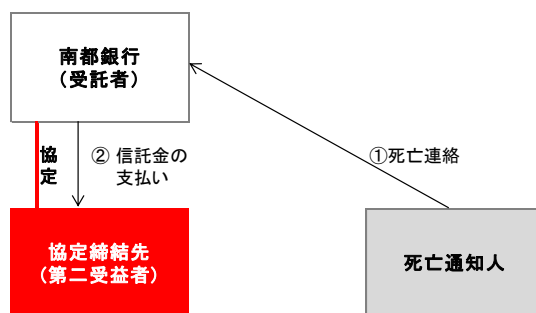 南都銀行
（受託者）
協
定
② 信託金の
支払い
①死亡連絡
協定締結先
（第二受益者）
死亡通知人